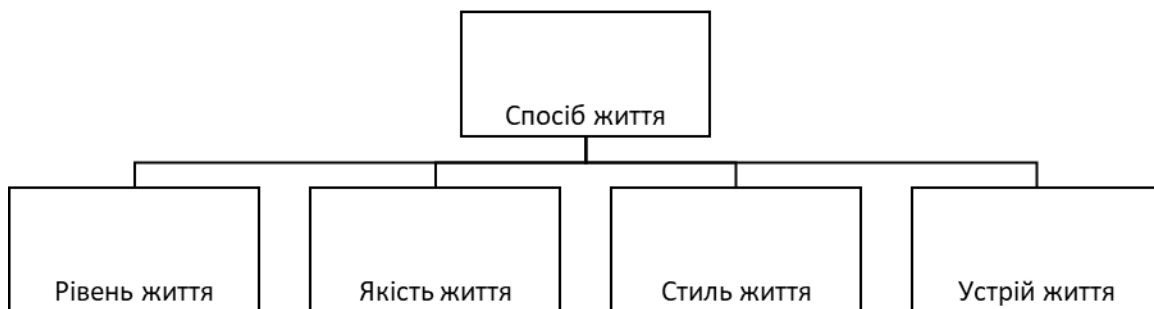 Спосіб життя
Рівень життя
Якість життя
Стиль життя
Устрій життя